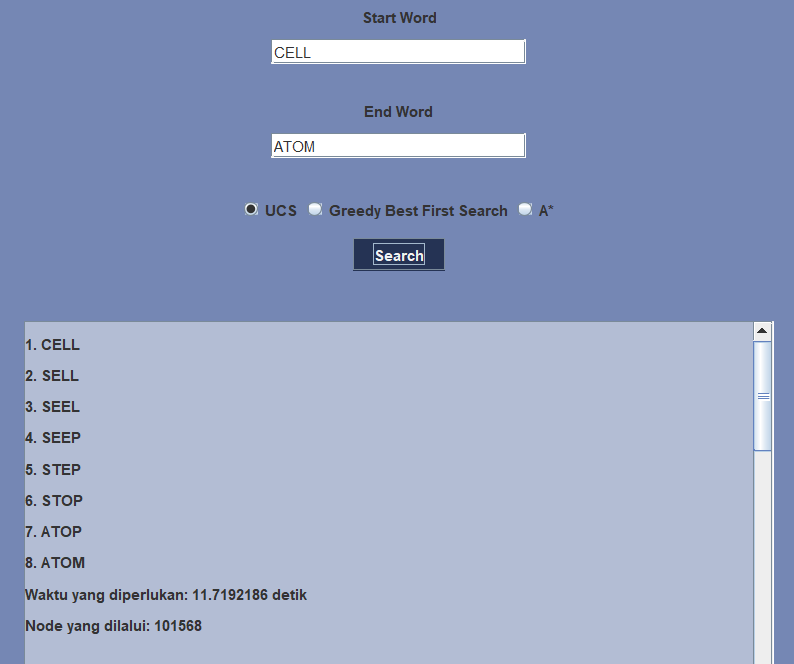 Start Word
CELL
End Word
ATOM
UCS Greedy Best First Search A*
Search
1. CELL
2. SELL
3. SEEL
4. SEEP
5. STEP
6. STOP
7. ATOP
8. ATOM
Waktu yang diperlukan: 11.7192186 detik
Node yang dilalui: 101568